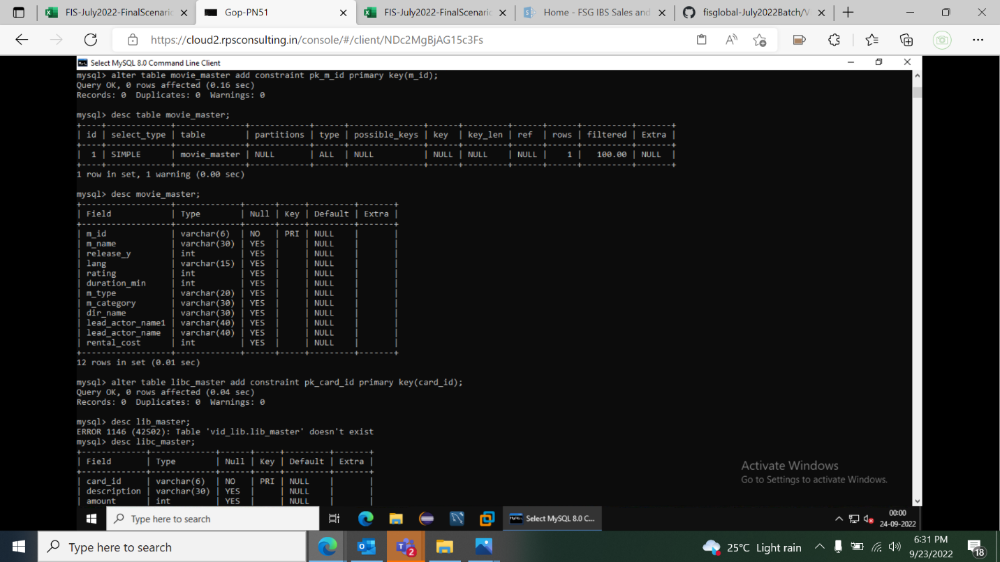 FIS-July2022-FinalScenario
Gop-PN51
FIS-July2022-FinalScenario
Home - FSG IBS Sales and
fisglobal-July2022Batch/V
https://cloud2.rpsconsulting.in/console/#/client/NDc2MgBjAG15c3Fs
Select MySQL 8.0 Command Line Client
mysql> alter table movie_master add constraint pk_m_id primary key(m_id);
Query OK, 0 rows affected (0.16 sec)
Records: 0  Duplicates: 0  Warnings: 0
mysql> desc table movie_master;
+----+-------------+--------------+------------+------+---------------+------+---------+------+------+----------+-------+
| id | select_type | table        | partitions | type | possible_keys | key  | key_len | ref  | rows | filtered | Extra |
+----+-------------+--------------+------------+------+---------------+------+---------+------+------+----------+-------+
|  1 | SIMPLE      | movie_master | NULL       | ALL  | NULL          | NULL | NULL    | NULL |    1 |   100.00 | NULL  |
+----+-------------+--------------+------------+------+---------------+------+---------+------+------+----------+-------+
1 row in set, 1 warning (0.00 sec)
mysql> desc movie_master;
+------------------+-------------+------+-----+---------+-------+
| Field            | Type        | Null | Key | Default | Extra |
+------------------+-------------+------+-----+---------+-------+
| m_id             | varchar(6)  | NO   | PRI | NULL    |       |
| m_name           | varchar(30) | YES  |     | NULL    |       |
| release_y        | int         | YES  |     | NULL    |       |
| lang             | varchar(15) | YES  |     | NULL    |       |
| rating           | int         | YES  |     | NULL    |       |
| duration_min     | int         | YES  |     | NULL    |       |
| m_type           | varchar(20) | YES  |     | NULL    |       |
| m_category       | varchar(30) | YES  |     | NULL    |       |
| dir_name         | varchar(30) | YES  |     | NULL    |       |
| lead_actor_name1 | varchar(40) | YES  |     | NULL    |       |
| lead_actor_name  | varchar(40) | YES  |     | NULL    |       |
| rental_cost      | int         | YES  |     | NULL    |       |
+------------------+-------------+------+-----+---------+-------+
12 rows in set (0.01 sec)
mysql> alter table libc_master add constraint pk_card_id primary key(card_id);
Query OK, 0 rows affected (0.04 sec)
Records: 0  Duplicates: 0  Warnings: 0
mysql> desc lib_master;
ERROR 1146 (42S02): Table 'vid_lib.lib_master' doesn't exist
mysql> desc libc_master;
+-------------+-------------+------+-----+---------+-------+
| Field       | Type        | Null | Key | Default | Extra |
+-------------+-------------+------+-----+---------+-------+
| card_id     | varchar(6)  | NO   | PRI | NULL    |       |
| description | varchar(30) | YES  |     | NULL    |       |
| amount      | int         | YES  |     | NULL    |       |
Activate Windows
Go to Settings to activate Windows.
Type here to search
Select MySQL 8.0 C...
00:00
24-09-2022
Type here to search
2
25°C Light rain
6:31 PM
9/23/2022
18